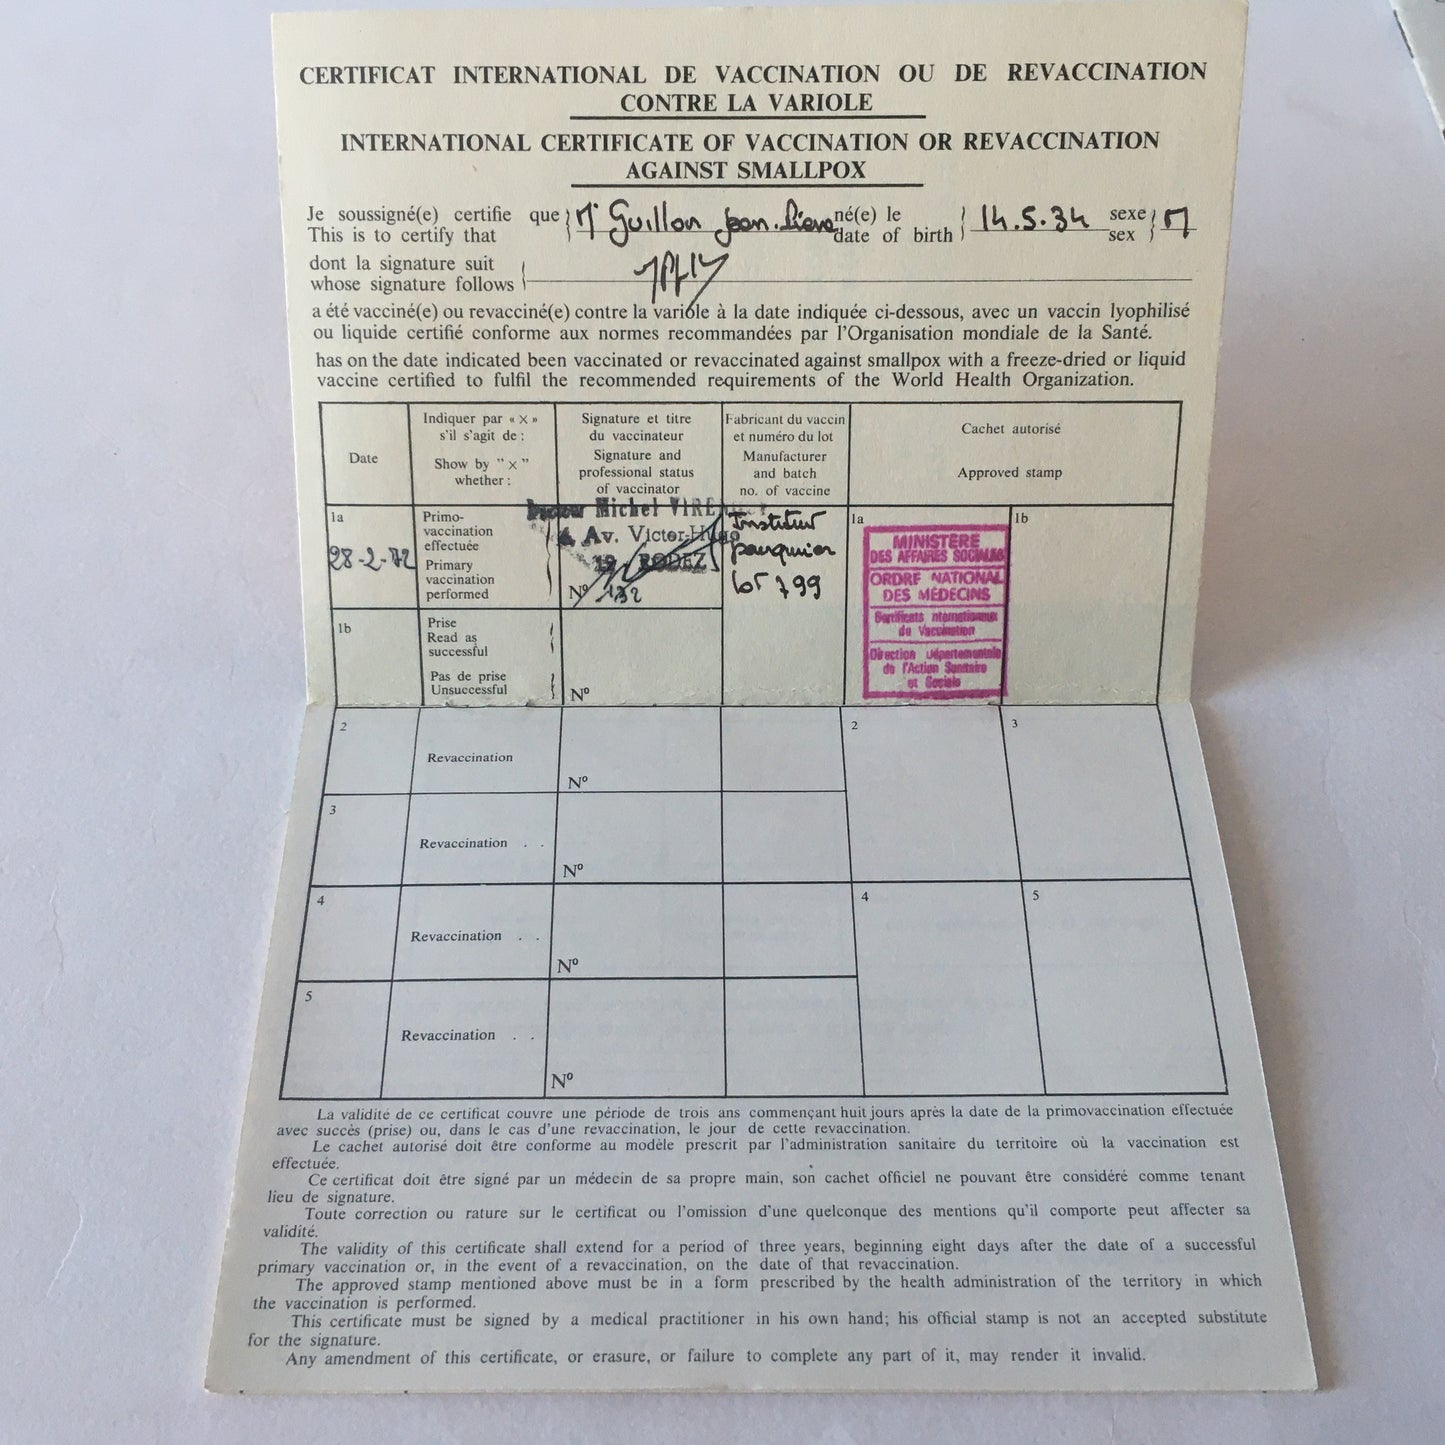 CERTIFICAT INTERNATIONAL DE VACCINATION OU DE REVACCINATION
CONTRE LA VARIOLE
INTERNATIONAL CERTIFICATE OF VACCINATION OR REVACCINATION
AGAINST SMALLPOX
Je soussigné(e) certifie que
This is to certify that
Mr Guillon Jean-Pierre
né(e) le
date of birth
14.5.34
sexe
sex
M
dont la signature suit
whose signature follows
a été vacciné(e) ou revacciné(e) contre la variole à la date indiquée ci-dessous, avec un vaccin lyophilisé
ou liquide certifié conforme aux normes recommandées par l'Organisation mondiale de la Santé.
has on the date indicated been vaccinated or revaccinated against smallpox with a freeze-dried or liquid
vaccine certified to fulfil the recommended requirements of the World Health Organization.
Date
Indiquer par « × »
s'il s'agit de :
Show by "×"
whether :
Signature et titre
du vaccinateur
Signature and
professional status
of vaccinator
Fabricant du vaccin
et numéro du lot
Manufacturer
and batch
no. of vaccine
Cachet autorisé
Approved stamp
1a
28-2-72
Primo-
vaccination
effectuée
Primary
vaccination
performed
Docteur Michel
4 Av. Victor-Hugo
12 RODEZ
Nº 132
Institut
lot 799
1a
MINISTÈRE
DES AFFAIRES SOCIALES
ORDRE NATIONAL
DES MÉDECINS
Certificats Internationaux
de Vaccination
Direction Départementale
de l'Action Sanitaire
et Sociale
1b
1b
Prise
Read as
successful
Pas de prise
Unsuccessful
Nº
2
Revaccination
Nº
2
3
3
Revaccination . .
Nº
4
Revaccination . .
Nº
4
5
5
Revaccination . .
Nº
La validité de ce certificat couvre une période de trois ans commençant huit jours après la date de la primovaccination effectuée
avec succès (prise) ou, dans le cas d'une revaccination, le jour de cette revaccination.
Le cachet autorisé doit être conforme au modèle prescrit par l'administration sanitaire du territoire où la vaccination est
effectuée.
Ce certificat doit être signé par un médecin de sa propre main, son cachet officiel ne pouvant être considéré comme tenant
lieu de signature.
Toute correction ou rature sur le certificat ou l'omission d'une quelconque des mentions qu'il comporte peut affecter sa
validité.
The validity of this certificate shall extend for a period of three years, beginning eight days after the date of a successful
primary vaccination or, in the event of a revaccination, on the date of that revaccination.
The approved stamp mentioned above must be in a form prescribed by the health administration of the territory in which
the vaccination is performed.
This certificate must be signed by a medical practitioner in his own hand; his official stamp is not an accepted substitute
for the signature.
Any amendment of this certificate, or erasure, or failure to complete any part of it, may render it invalid.